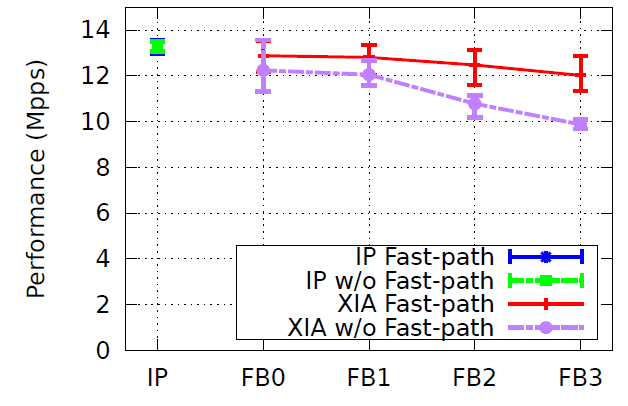 14
12
10
8
6
4
2
0
Performance (Mpps)
IP Fast-path
IP w/o Fast-path
XIA Fast-path
XIA w/o Fast-path
IP FB0 FB1 FB2 FB3